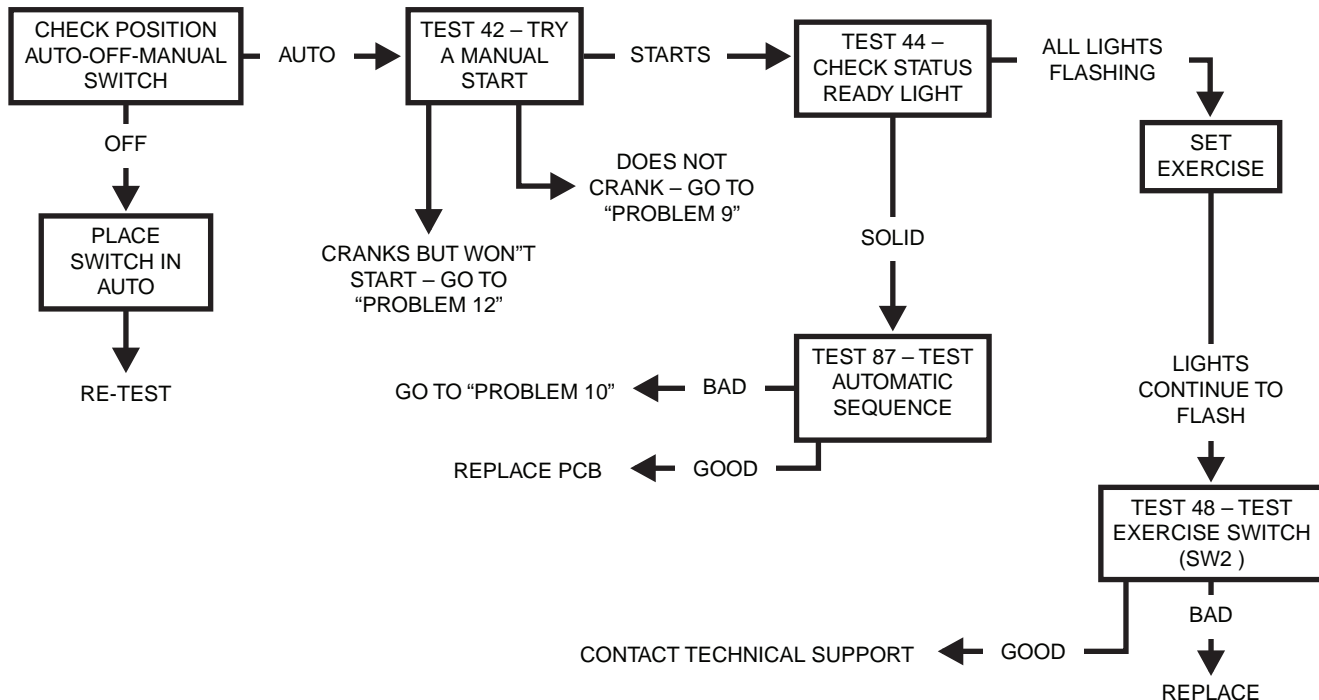 CHECK POSITION
AUTO-OFF-MANUAL
SWITCH
AUTO
TEST 42 – TRY
A MANUAL
START
STARTS
TEST 44 –
CHECK STATUS
READY LIGHT
ALL LIGHTS
FLASHING
SET
EXERCISE
OFF
PLACE
SWITCH IN
AUTO
RE-TEST
DOES NOT
CRANK – GO TO
“PROBLEM 9”
CRANKS BUT WON”T
START – GO TO
“PROBLEM 12”
SOLID
TEST 87 – TEST
AUTOMATIC
SEQUENCE
BAD
GO TO “PROBLEM 10”
GOOD
REPLACE PCB
LIGHTS
CONTINUE TO
FLASH
TEST 48 – TEST
EXERCISE SWITCH
(SW2 )
GOOD
CONTACT TECHNICAL SUPPORT
BAD
REPLACE